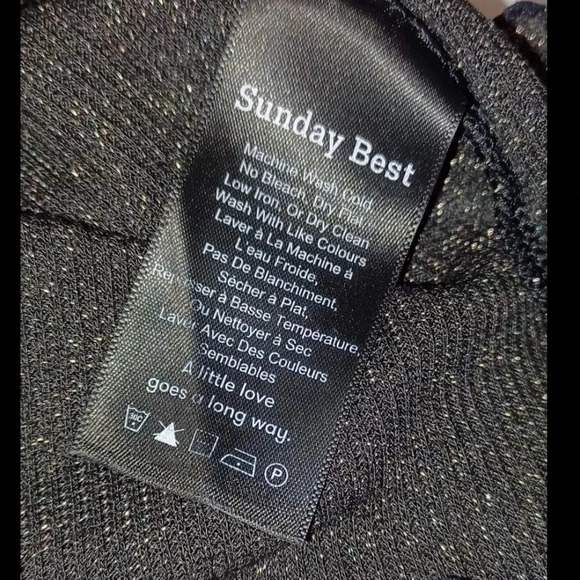 Sunday Best
Machine Wash Cold
No Bleach, Dry Flat
Low Iron, Or Dry Clean
Wash With Like Colours
Laver à La Machine à
L'eau Froide,
Pas De Blanchiment,
Sécher à Plat,
Repasser à Basse Température,
Ou Nettoyer à Sec
Laver Avec Des Couleurs
Semblables
A little love
goes a long way.
30C P